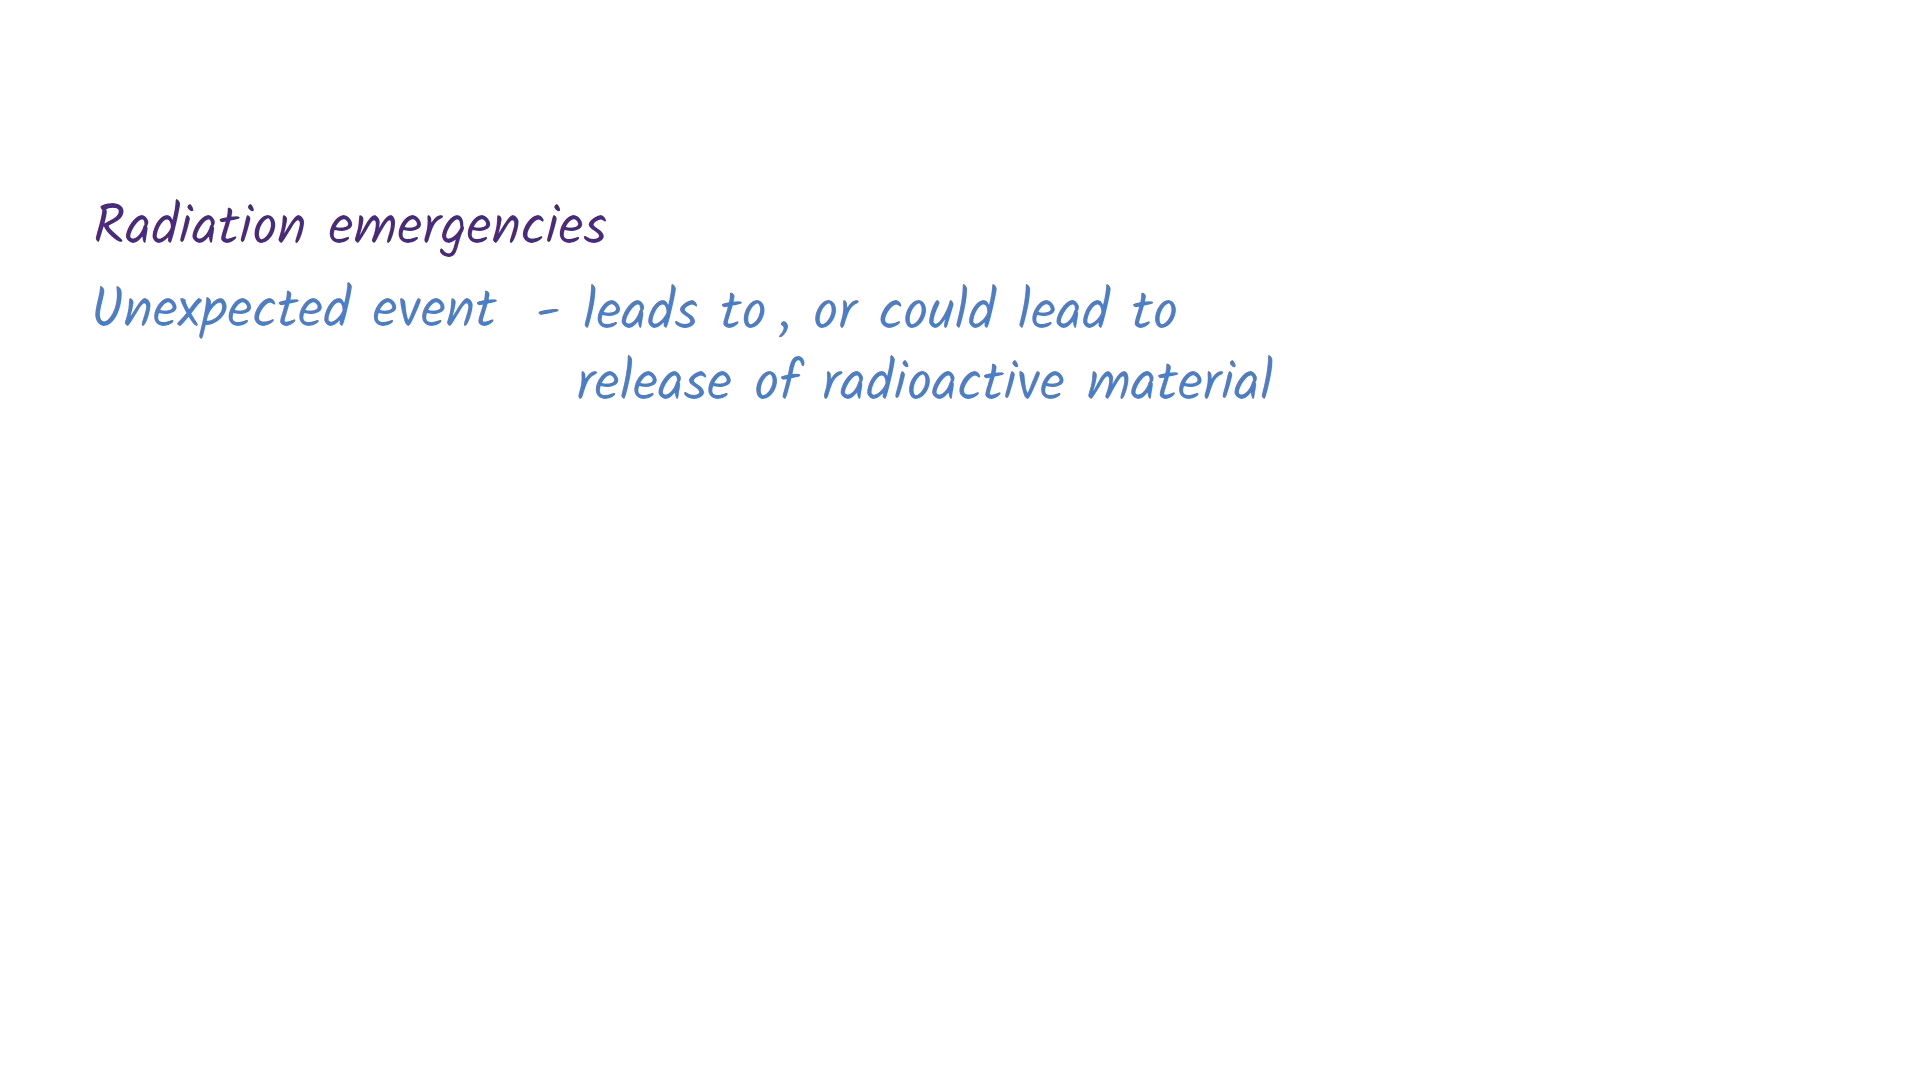 Radiation emergencies
Unexpected event - leads to, or could lead to
release of radioactive material